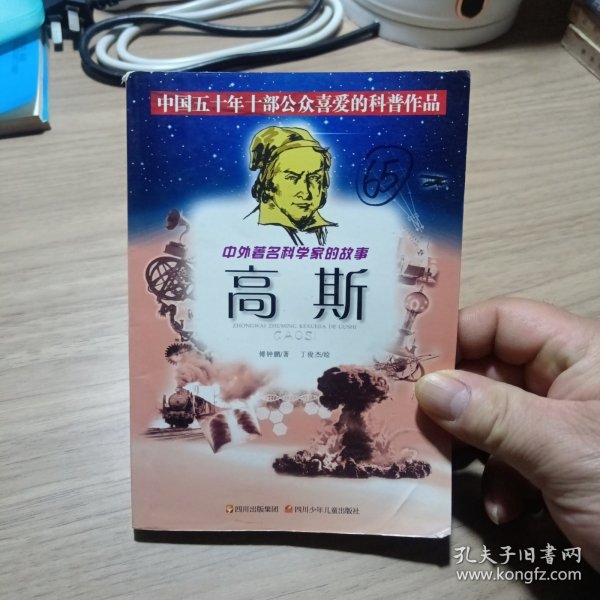 中国五十年十部公众喜爱的科普作品
65
中外著名科学家的故事
高斯
ZHONGWAI ZHUMING KEXUEJIA DE GUSHI
GAOSI
傅钟鹏/著 丁俊杰/绘
四川出版集团 四川少年儿童出版社
孔夫子旧书网
www.kongfz.com